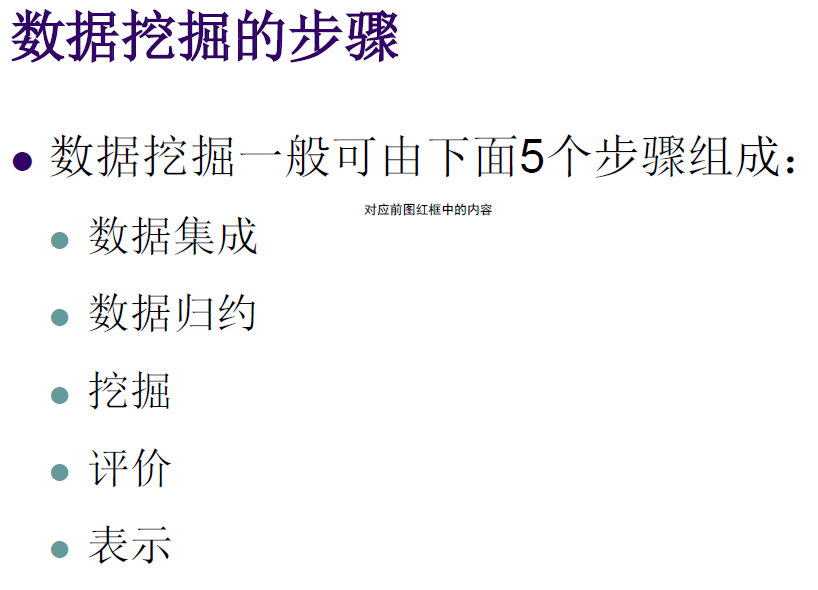 数据挖掘的步骤
数据挖掘一般可由下面5个步骤组成：
对应前图红框中的内容
数据集成
数据归约
挖掘
评价
表示